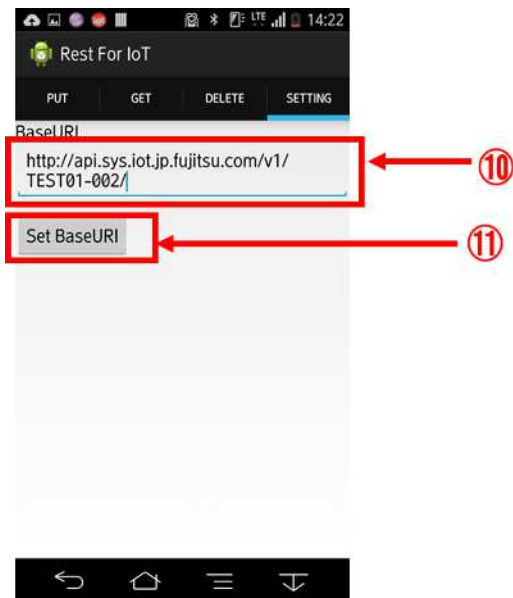 LTE 14:22
Rest For IoT
PUT GET DELETE SETTING
BaseURI
http://api.sys.iot.jp.fujitsu.com/v1/
TEST01-002/
⑩
Set BaseURI
⑪